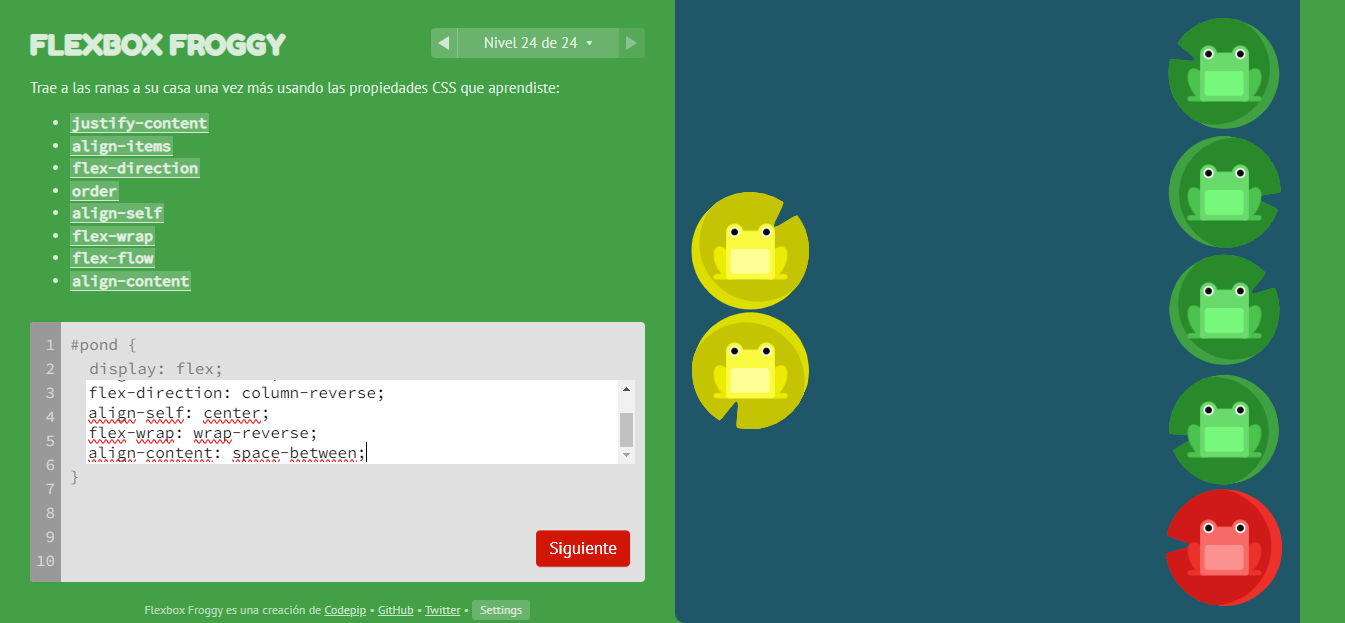 FLEXBOX FROGGY
◀ Nivel 24 de 24 ▾ ▶
Trae a las ranas a su casa una vez más usando las propiedades CSS que aprendiste:
• justify-content
• align-items
• flex-direction
• order
• align-self
• flex-wrap
• flex-flow
• align-content
1 #pond {
2 display: flex;
3 flex-direction: column-reverse;
4 align-self: center;
5 flex-wrap: wrap-reverse;
6 align-content: space-between;
7 }
8
9
10
Siguiente
Flexbox Froggy es una creación de Codepip • GitHub • Twitter • Settings